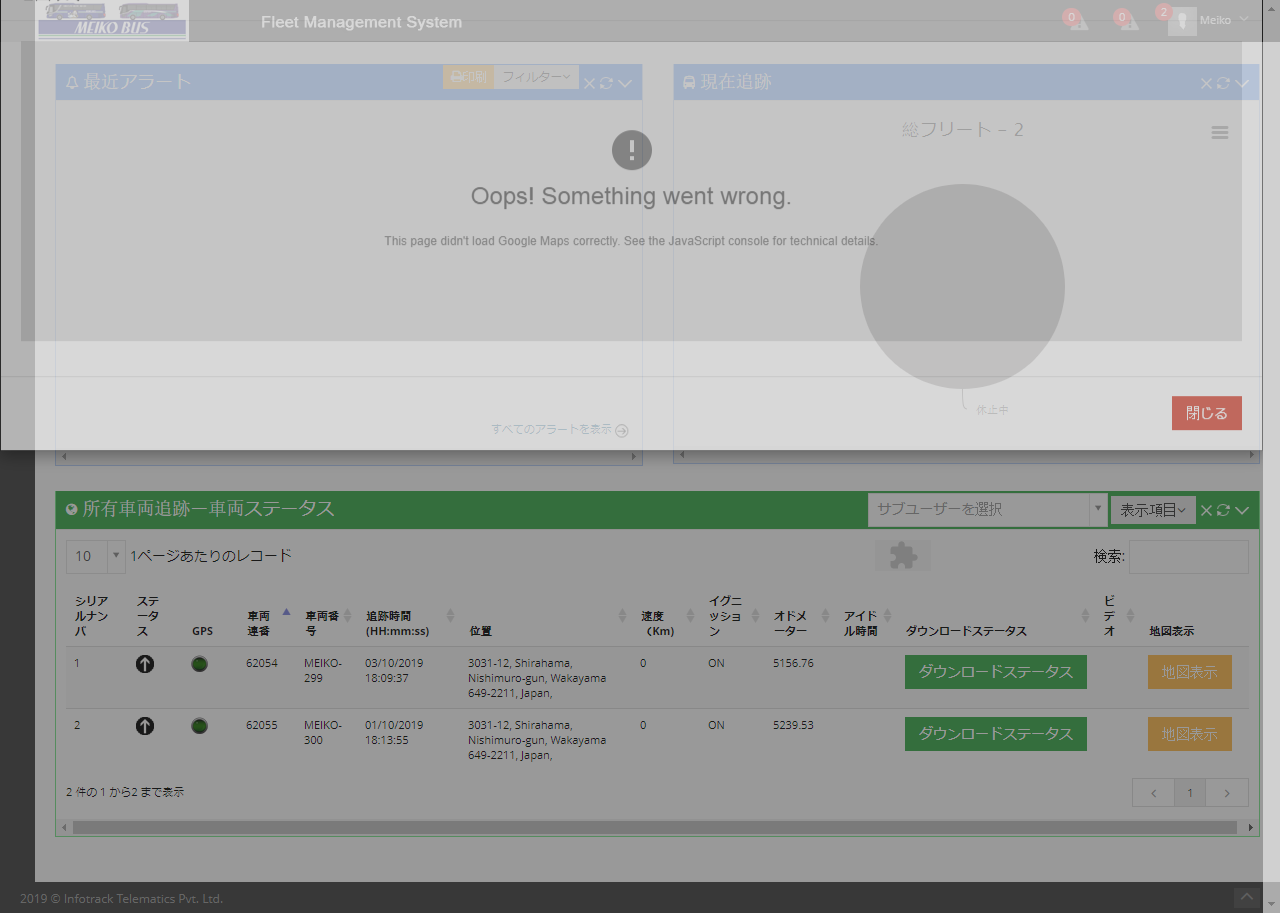 MEIKO BUS
Fleet Management System
0
0
2
Meiko
最近アラート
印刷
フィルター
現在追跡
総フリート – 2
Oops! Something went wrong.
This page didn't load Google Maps correctly. See the JavaScript console for technical details.
休止中
閉じる
すべてのアラートを表示
所有車両追跡ー車両ステータス
サブユーザーを選択
表示項目
10
1ページあたりのレコード
検索:
シリア
ルナン
バ
ステ
ータ
ス
GPS
車両
連番
車両番
号
追跡時間
(HH:mm:ss)
位置
速度
（Km)
イグニ
ッショ
ン
オドメ
ーター
アイド
ル時間
ダウンロードステータス
ビ
デ
オ
地図表示
1
62054
MEIKO-
299
03/10/2019
18:09:37
3031-12, Shirahama,
Nishimuro-gun, Wakayama
649-2211, Japan,
0
ON
5156.76
ダウンロードステータス
地図表示
2
62055
MEIKO-
300
01/10/2019
18:13:55
3031-12, Shirahama,
Nishimuro-gun, Wakayama
649-2211, Japan,
0
ON
5239.53
ダウンロードステータス
地図表示
2 件の 1 から2 まで表示
1
2019 © Infotrack Telematics Pvt. Ltd.